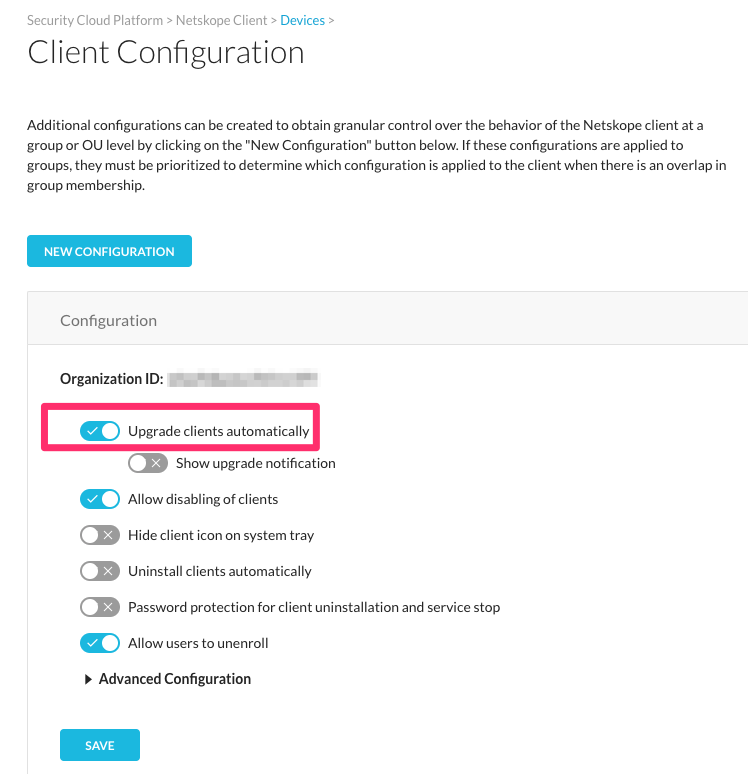 Security Cloud Platform > Netskope Client > Devices >
Client Configuration
Additional configurations can be created to obtain granular control over the behavior of the Netskope client at a
group or OU level by clicking on the "New Configuration" button below. If these configurations are applied to
groups, they must be prioritized to determine which configuration is applied to the client when there is an overlap in
group membership.
NEW CONFIGURATION
Configuration
Organization ID:
Upgrade clients automatically
Show upgrade notification
Allow disabling of clients
Hide client icon on system tray
Uninstall clients automatically
Password protection for client uninstallation and service stop
Allow users to unenroll
Advanced Configuration
SAVE